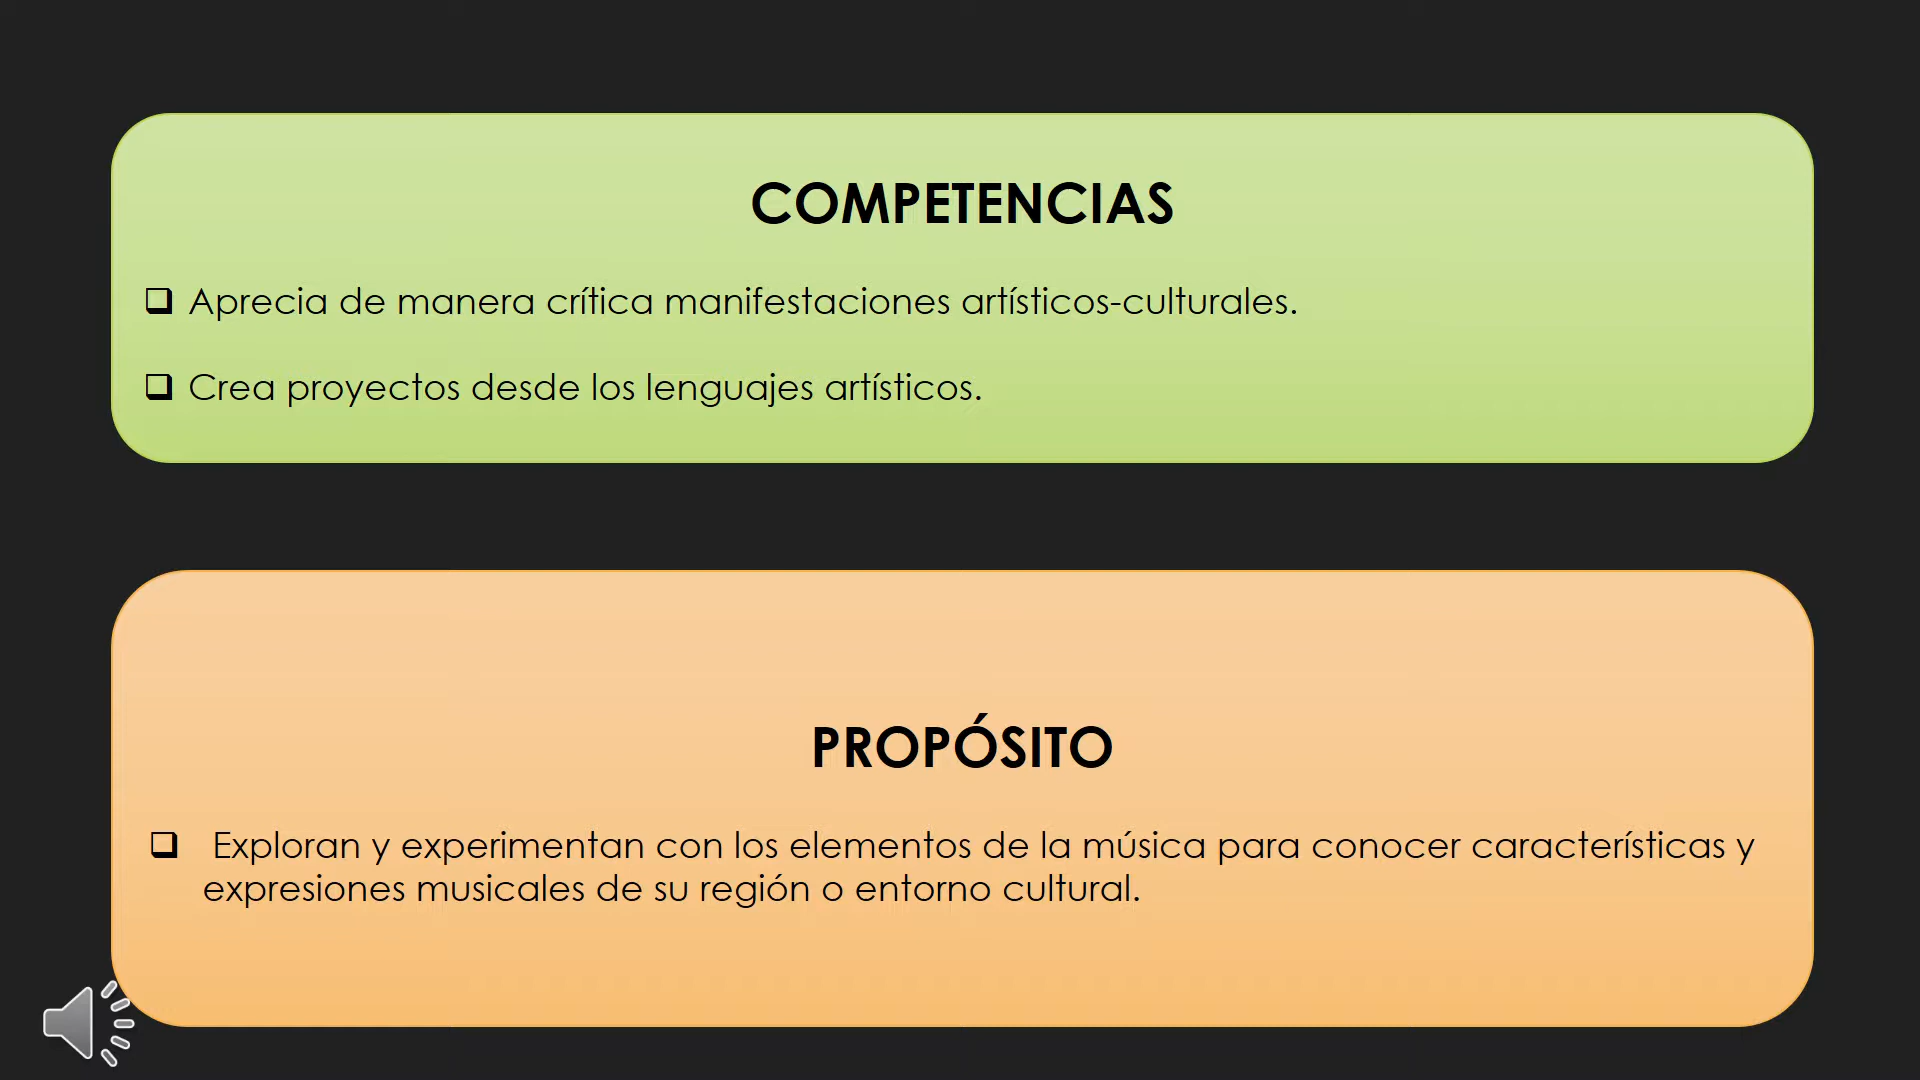 COMPETENCIAS
❑ Aprecia de manera crítica manifestaciones artísticos-culturales.
❑ Crea proyectos desde los lenguajes artísticos.
PROPÓSITO
❑ Exploran y experimentan con los elementos de la música para conocer características y
expresiones musicales de su región o entorno cultural.